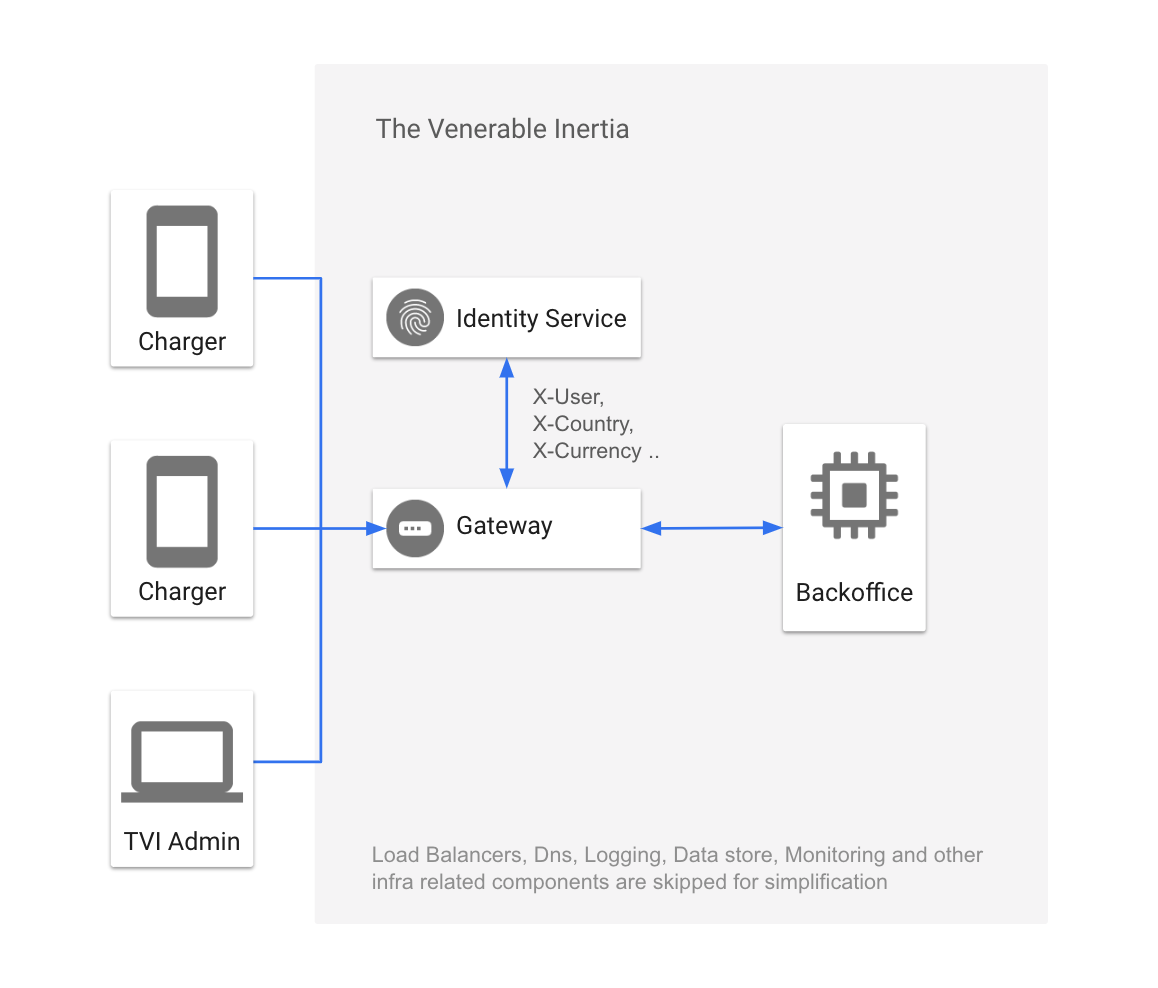 The Venerable Inertia
Charger
Identity Service
X-User,
X-Country,
X-Currency ..
Charger
Gateway
Backoffice
TVI Admin
Load Balancers, Dns, Logging, Data store, Monitoring and other
infra related components are skipped for simplification